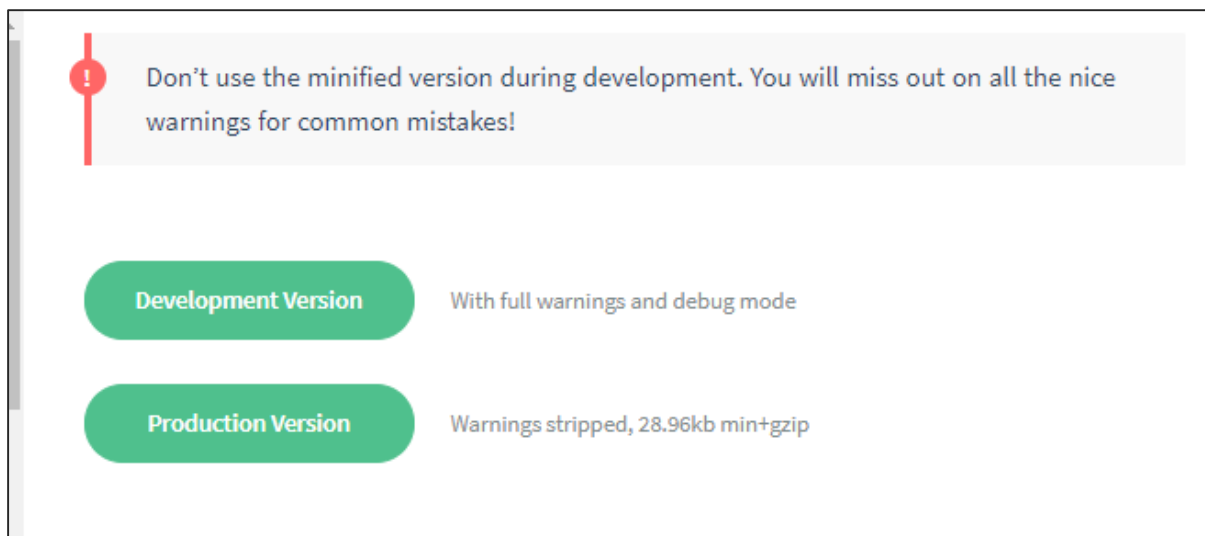 !
Don’t use the minified version during development. You will miss out on all the nice
warnings for common mistakes!
Development Version With full warnings and debug mode
Production Version Warnings stripped, 28.96kb min+gzip